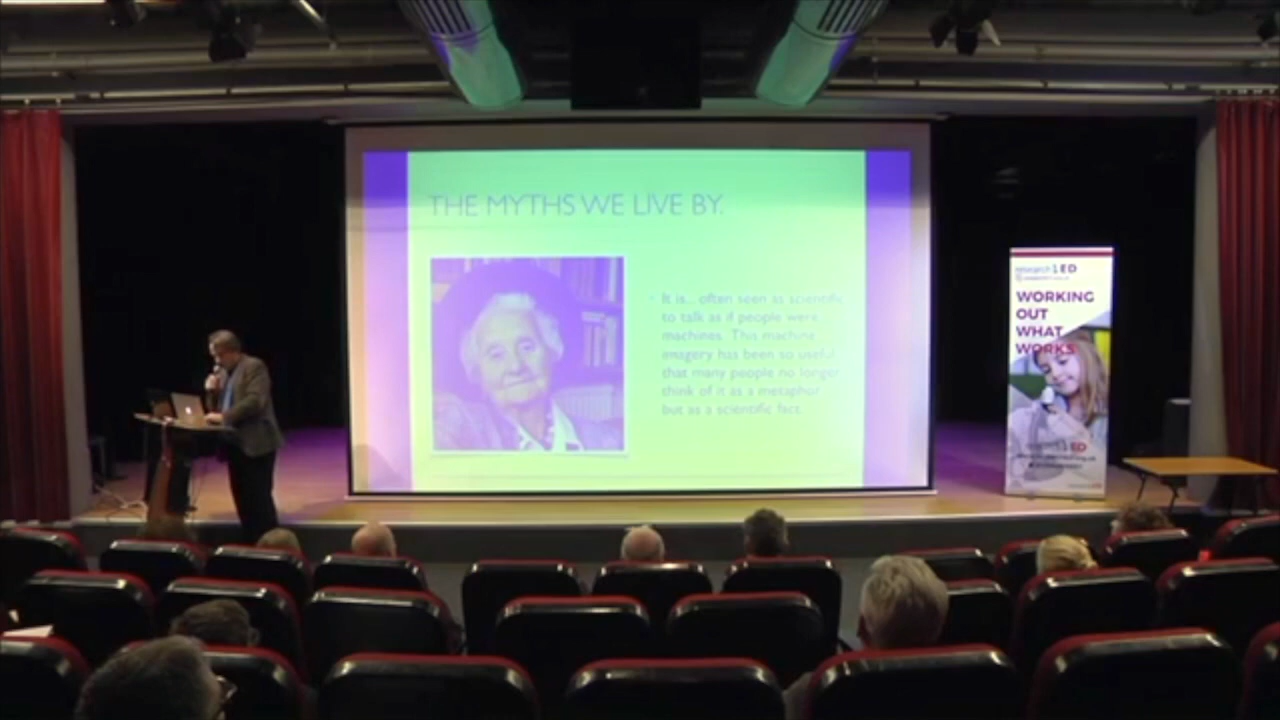 THE MYTHS WE LIVE BY.
• It is... often seen as scientific
to talk as if people were...
machines. This machine
imagery has been so useful
that many people no longer
think of it as a metaphor
but as a scientific fact.
researchED
WORKING
OUT
WHAT
WORKS
ED